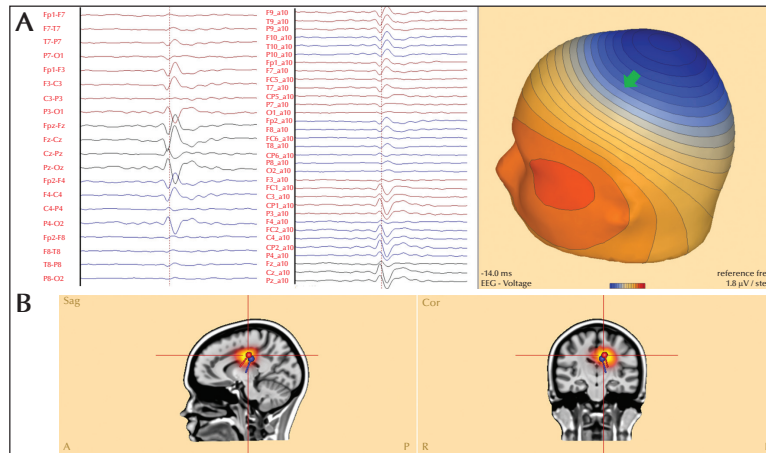 A
Fp1-F7
F7-T7
T7-P7
P7-O1
Fp1-F3
F3-C3
C3-P3
P3-O1
Fpz-Fz
Fz-Cz
Cz-Pz
Pz-Oz
Fp2-F4
F4-C4
C4-P4
P4-O2
Fp2-F8
F8-T8
T8-P8
P8-O2
F9_a10
T9_a10
P9_a10
F10_a10
T10_a10
P10_a10
Fp1_a10
F7_a10
FC5_a10
T7_a10
CP5_a10
P7_a10
O1_a10
Fp2_a10
F8_a10
FC6_a10
T8_a10
CP6_a10
P8_a10
O2_a10
F3_a10
FC1_a10
C3_a10
CP1_a10
P3_a10
F4_a10
FC2_a10
C4_a10
CP2_a10
P4_a10
Fz_a10
Cz_a10
Pz_a10
-14.0 ms
EEG - Voltage
reference fre
1.8 µV / ste
B
Sag
Cor
A
P
R